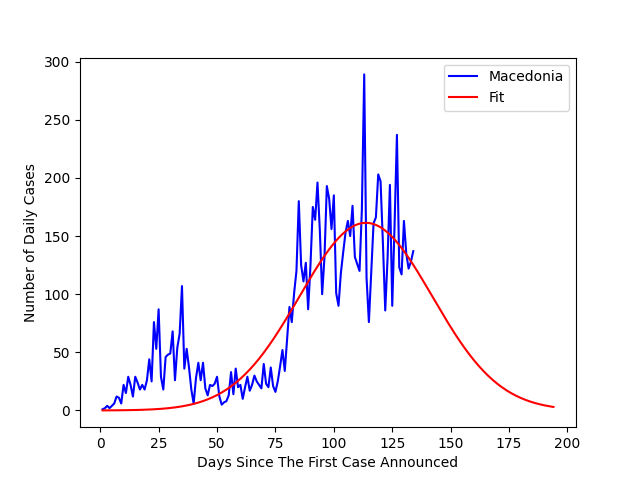 Macedonia
Fit
300
250
200
150
100
50
0
Number of Daily Cases
0 25 50 75 100 125 150 175 200
Days Since The First Case Announced